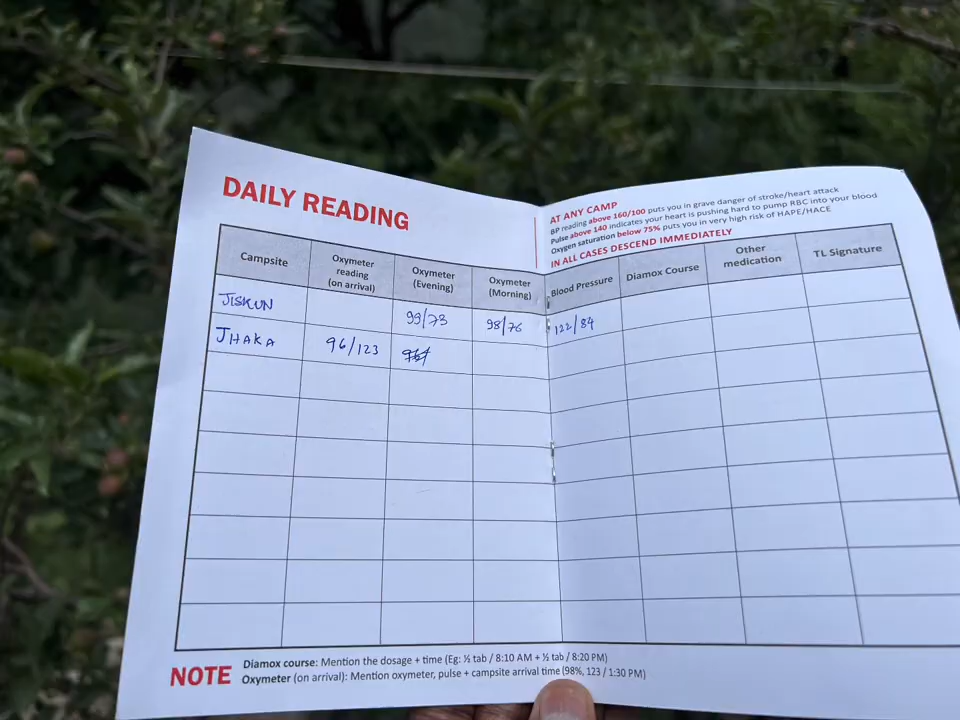 DAILY READING
AT ANY CAMP
BP reading above 160/100 puts you in grave danger of stroke/heart attack
Pulse above 140 indicates your heart is pushing hard to pump RBC into your blood
Oxygen saturation below 75% puts you in very high risk of HAPE/HACE
IN ALL CASES DESCEND IMMEDIATELY
Campsite
Oxymeter
reading
(on arrival)
Oxymeter
(Evening)
Oxymeter
(Morning)
Blood Pressure
Diamox Course
Other
medication
TL Signature
JISKUN 99/73 98/76 122/84
JHAKA 96/123
NOTE
Diamox course: Mention the dosage + time (Eg: ½ tab / 8:10 AM + ½ tab / 8:20 PM)
Oxymeter (on arrival): Mention oxymeter, pulse + campsite arrival time (98%, 123 / 1:30 PM)